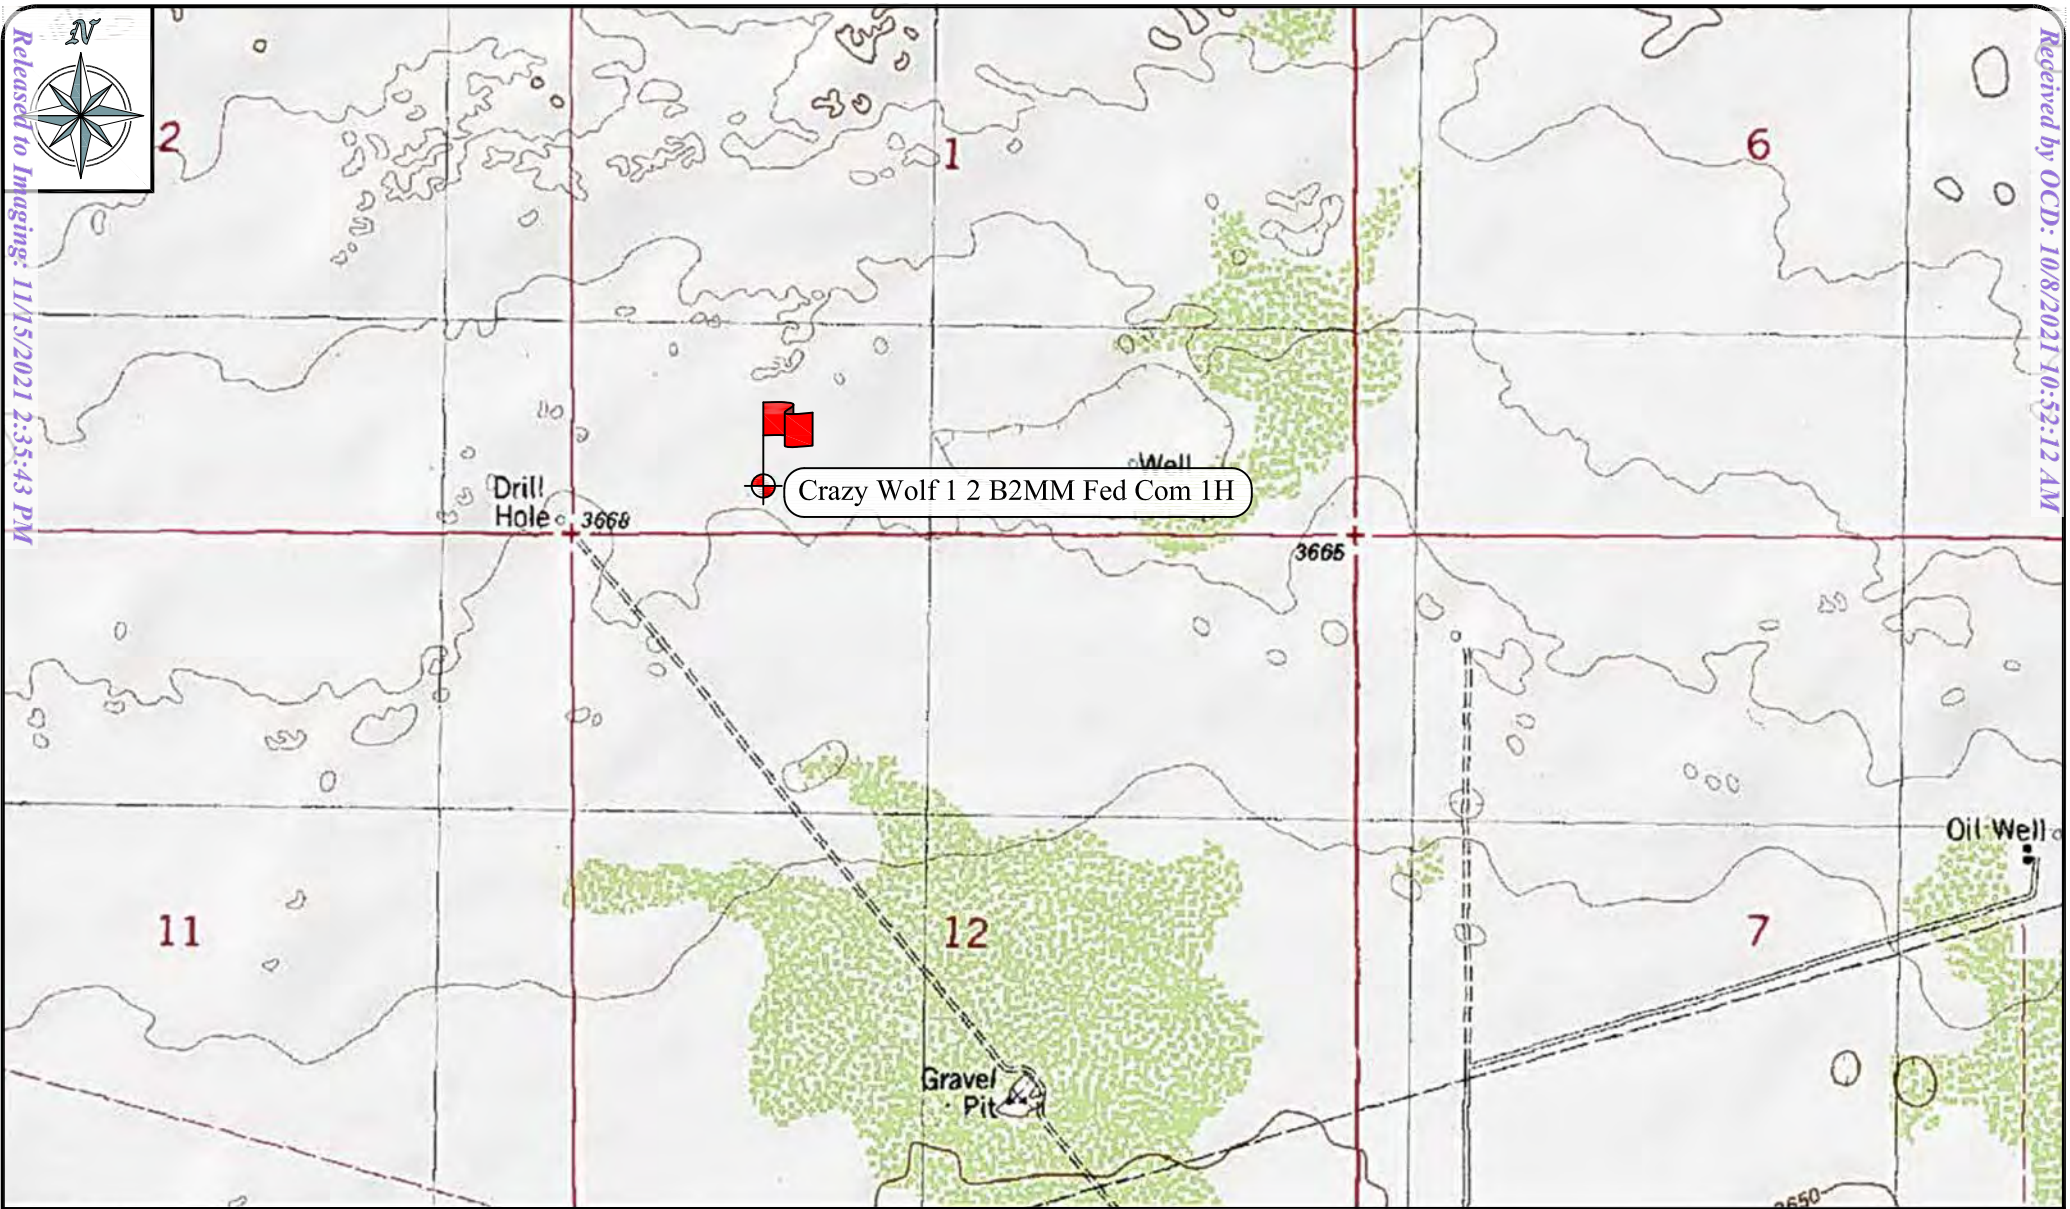 N
Released to Imaging: 11/15/2021 2:35:43 PM
Received by OCD: 10/8/2021 10:52:12 AM
2
1
6
Well
Crazy Wolf 1 2 B2MM Fed Com 1H
Drill
Hole
3668
3665
Oil Well
11
12
7
Gravel
Pit
3650